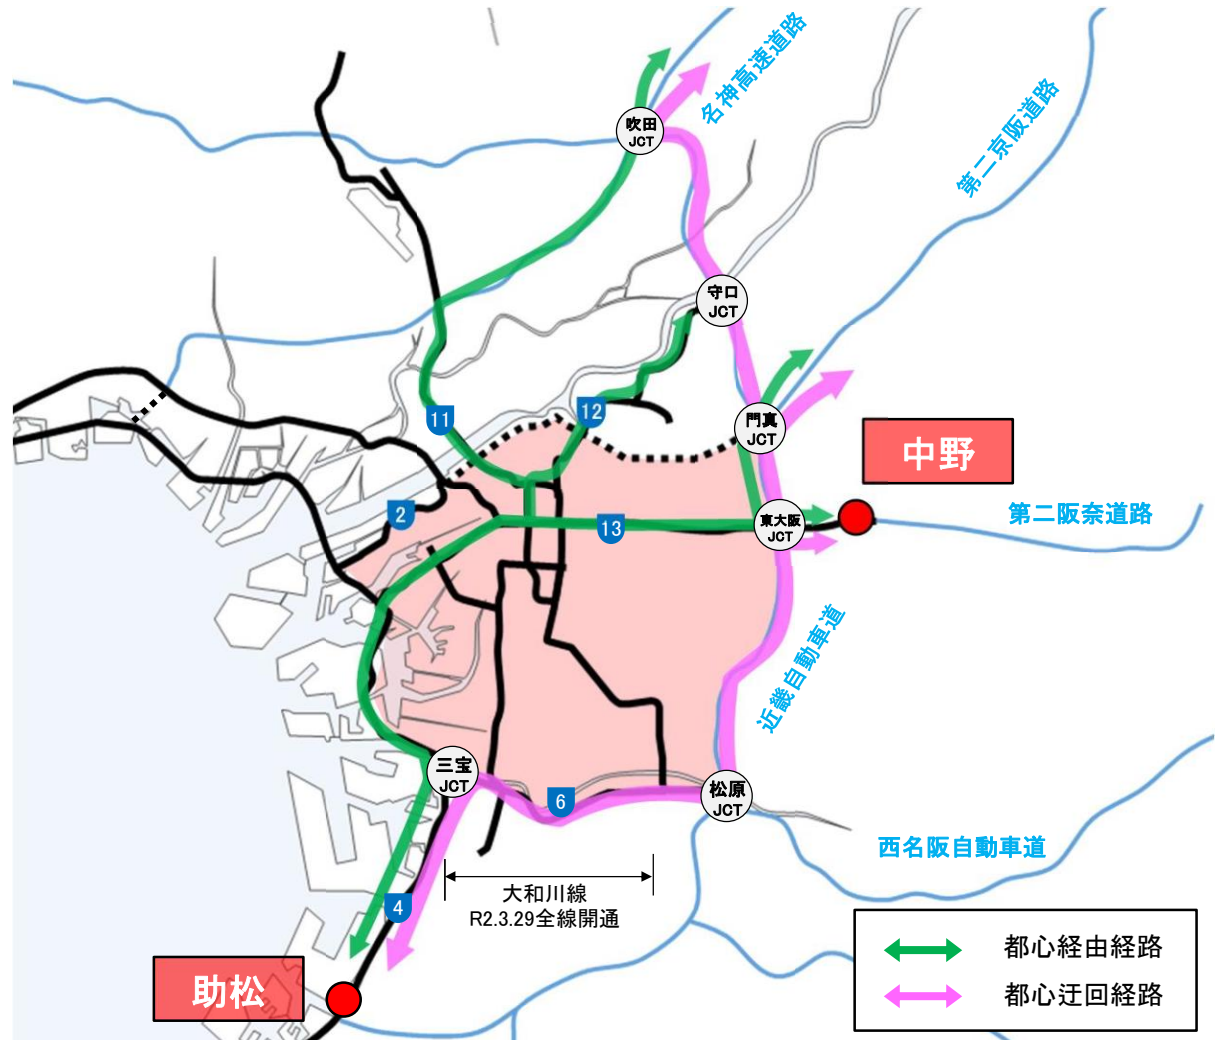 名神高速道路
吹田
JCT
第二京阪道路
守口
JCT
11
12
門真
JCT
中野
2
13
東大阪
JCT
第二阪奈道路
近畿自動車道
三宝
JCT
6
松原
JCT
西名阪自動車道
大和川線
R2.3.29全線開通
4
助松
都心経由経路
都心迂回経路